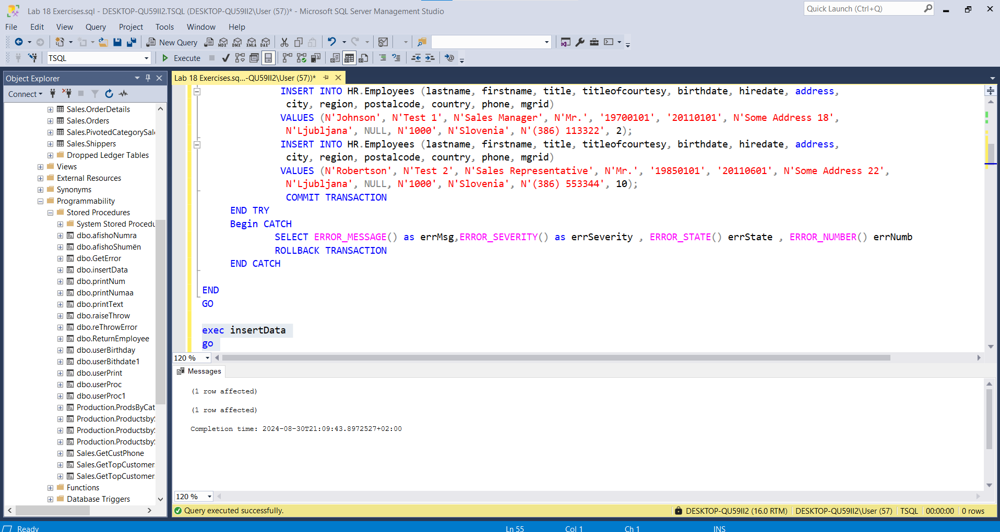 Lab 18 Exercises.sql - DESKTOP-QU59II2.TSQL (DESKTOP-QU59II2\User (57))* - Microsoft SQL Server Management Studio
Quick Launch (Ctrl+Q)
File Edit View Query Project Tools Window Help
New Query MDX DMX XMLA DAX
TSQL Execute
Object Explorer
Lab 18 Exercises.sq...-QU59II2\User (57))*
Connect
Sales.OrderDetails
Sales.Orders
Sales.PivotedCategorySale
Sales.Shippers
Dropped Ledger Tables
Views
External Resources
Synonyms
Programmability
Stored Procedures
System Stored Procedu
dbo.afishoNumra
dbo.afishoShumën
dbo.GetError
dbo.insertData
dbo.printNum
dbo.printNumaa
dbo.printText
dbo.raiseThrow
dbo.reThrowError
dbo.ReturnEmployee
dbo.userBirthday
dbo.userBithdate1
dbo.userPrint
dbo.userProc
dbo.userProc1
Production.ProdsByCat
Production.Productsby
Production.Productsby
Production.Productsby
Sales.GetCustPhone
Sales.GetTopCustomer
Sales.GetTopCustomer
Functions
Database Triggers
INSERT INTO HR.Employees (lastname, firstname, title, titleofcourtesy, birthdate, hiredate, address,
city, region, postalcode, country, phone, mgrid)
VALUES (N'Johnson', N'Test 1', N'Sales Manager', N'Mr.', '19700101', '20110101', N'Some Address 18',
N'Ljubljana', NULL, N'1000', N'Slovenia', N'(386) 113322', 2);
INSERT INTO HR.Employees (lastname, firstname, title, titleofcourtesy, birthdate, hiredate, address,
city, region, postalcode, country, phone, mgrid)
VALUES (N'Robertson', N'Test 2', N'Sales Representative', N'Mr.', '19850101', '20110601', N'Some Address 22',
N'Ljubljana', NULL, N'1000', N'Slovenia', N'(386) 553344', 10);
COMMIT TRANSACTION
END TRY
Begin CATCH
SELECT ERROR_MESSAGE() as errMsg,ERROR_SEVERITY() as errSeverity , ERROR_STATE() errState , ERROR_NUMBER() errNumb
ROLLBACK TRANSACTION
END CATCH
END
GO
exec insertData
go
120 %
Messages
(1 row affected)
(1 row affected)
Completion time: 2024-08-30T21:09:43.8972527+02:00
120 %
Query executed successfully. DESKTOP-QU59II2 (16.0 RTM) DESKTOP-QU59II2\User (57) TSQL 00:00:00 0 rows
Ready Ln 55 Col 1 Ch 1 INS